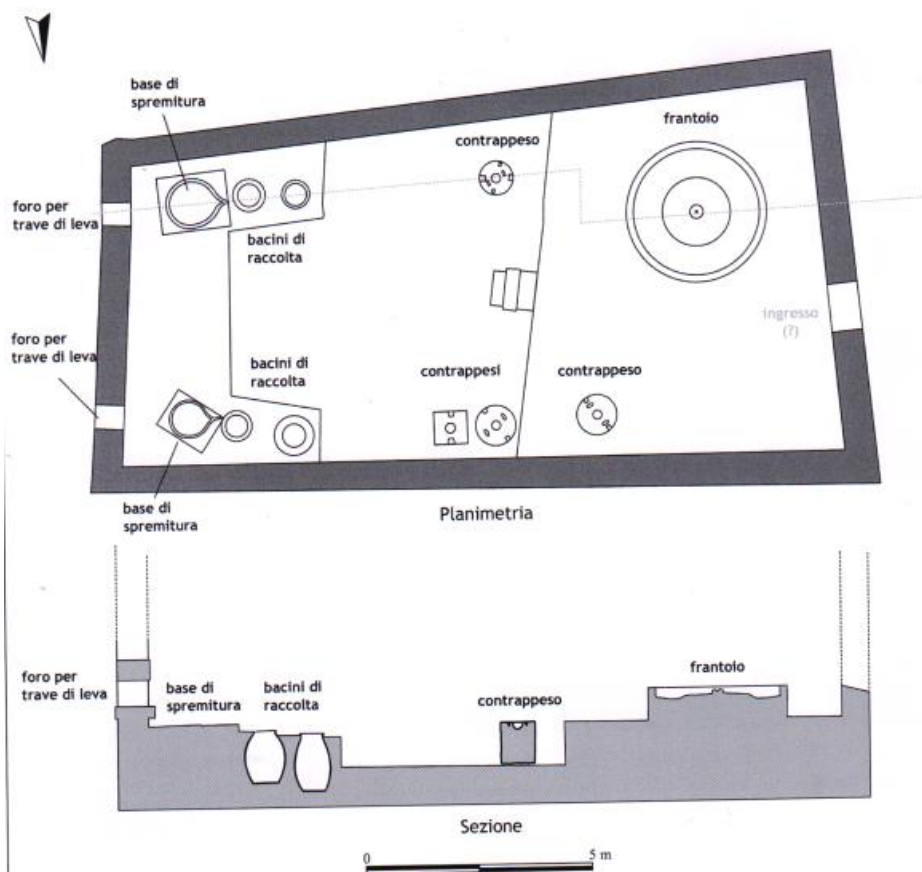 base di
spremitura
contrappeso
frantoio
foro per
trave di leva
bacini di
raccolta
ingresso
(?)
foro per
trave di leva
bacini di
raccolta
contrappesi
contrappeso
base di
spremitura
Planimetria
foro per
trave di leva
base di
spremitura
bacini di
raccolta
contrappeso
frantoio
Sezione
0
5 m